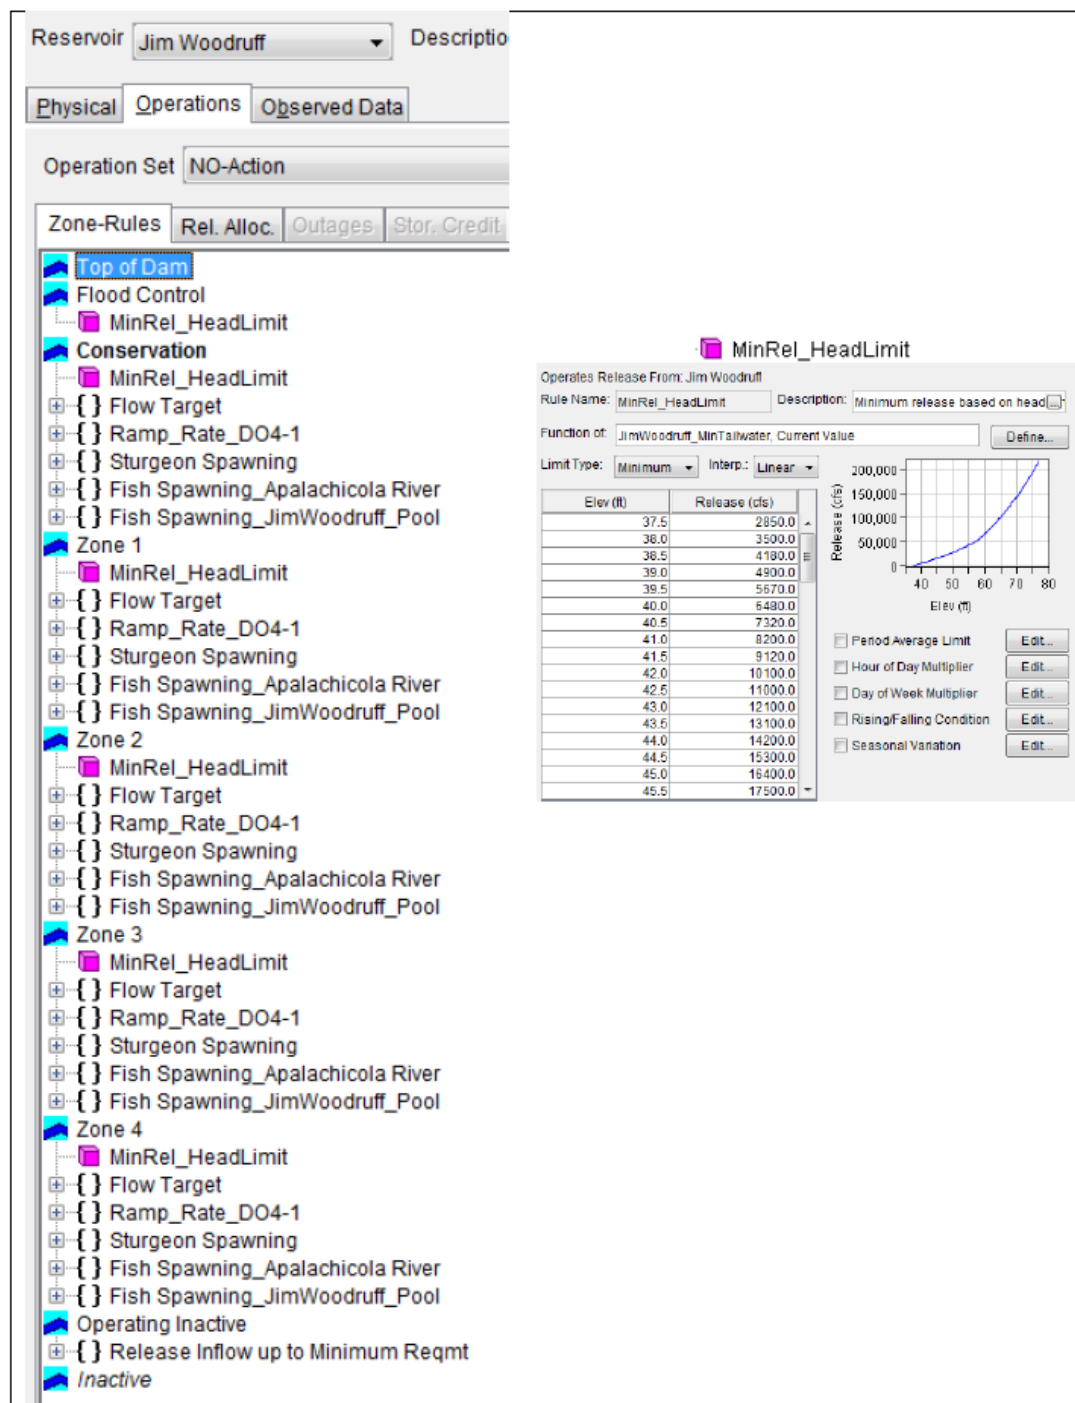 Reservoir Jim Woodruff Descriptio
Physical Operations Observed Data
Operation Set NO-Action
Zone-Rules Rel. Alloc. Outages Stor. Credit
Top of Dam
Flood Control
MinRel_HeadLimit
Conservation
MinRel_HeadLimit
{ } Flow Target
{ } Ramp_Rate_DO4-1
{ } Sturgeon Spawning
{ } Fish Spawning_Apalachicola River
{ } Fish Spawning_JimWoodruff_Pool
Zone 1
MinRel_HeadLimit
{ } Flow Target
{ } Ramp_Rate_DO4-1
{ } Sturgeon Spawning
{ } Fish Spawning_Apalachicola River
{ } Fish Spawning_JimWoodruff_Pool
Zone 2
MinRel_HeadLimit
{ } Flow Target
{ } Ramp_Rate_DO4-1
{ } Sturgeon Spawning
{ } Fish Spawning_Apalachicola River
{ } Fish Spawning_JimWoodruff_Pool
Zone 3
MinRel_HeadLimit
{ } Flow Target
{ } Ramp_Rate_DO4-1
{ } Sturgeon Spawning
{ } Fish Spawning_Apalachicola River
{ } Fish Spawning_JimWoodruff_Pool
Zone 4
MinRel_HeadLimit
{ } Flow Target
{ } Ramp_Rate_DO4-1
{ } Sturgeon Spawning
{ } Fish Spawning_Apalachicola River
{ } Fish Spawning_JimWoodruff_Pool
Operating Inactive
{ } Release Inflow up to Minimum Reqmt
Inactive
MinRel_HeadLimit
Operates Release From: Jim Woodruff
Rule Name: MinRel_HeadLimit Description: Minimum release based on head ...
Function of: JimWoodruff_MinTailwater, Current Value Define...
Limit Type: Minimum Interp.: Linear
Elev (ft) Release (cfs)
37.5 2850.0
38.0 3500.0
38.5 4180.0
39.0 4900.0
39.5 5670.0
40.0 6480.0
40.5 7320.0
41.0 8200.0
41.5 9120.0
42.0 10100.0
42.5 11000.0
43.0 12100.0
43.5 13100.0
44.0 14200.0
44.5 15300.0
45.0 16400.0
45.5 17500.0
Release (cfs)
200,000
150,000
100,000
50,000
0
40 50 60 70 80
Elev (ft)
Period Average Limit Edit...
Hour of Day Multiplier Edit...
Day of Week Multiplier Edit...
Rising/Falling Condition Edit...
Seasonal Variation Edit...